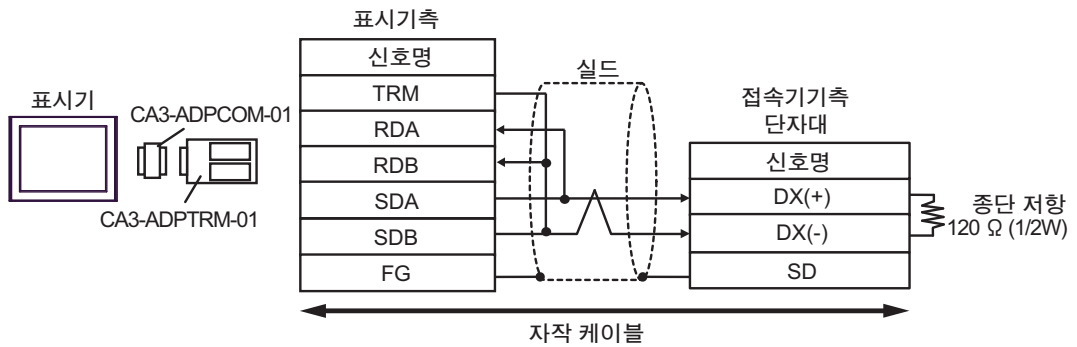 표시기측
신호명
TRM
RDA
RDB
SDA
SDB
FG
표시기
CA3-ADPCOM-01
CA3-ADPTRM-01
실드
접속기기측
단자대
신호명
DX(+)
DX(-)
SD
종단 저항
120 Ω (1/2W)
자작 케이블